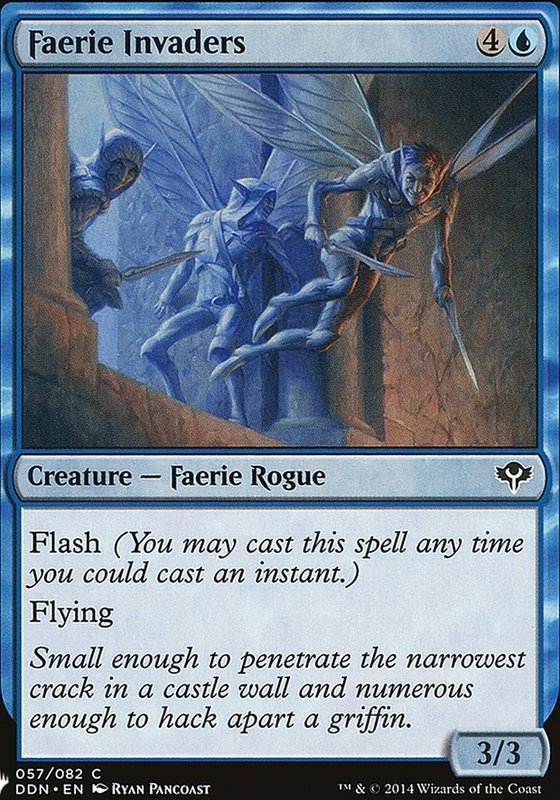 Faerie Invaders 4
Creature — Faerie Rogue
Flash (You may cast this spell any time
you could cast an instant.)
Flying
Small enough to penetrate the narrowest
crack in a castle wall and numerous
enough to hack apart a griffin.
3/3
057/082 C
DDN • EN Ryan Pancoast
™ & © 2014 Wizards of the Coast